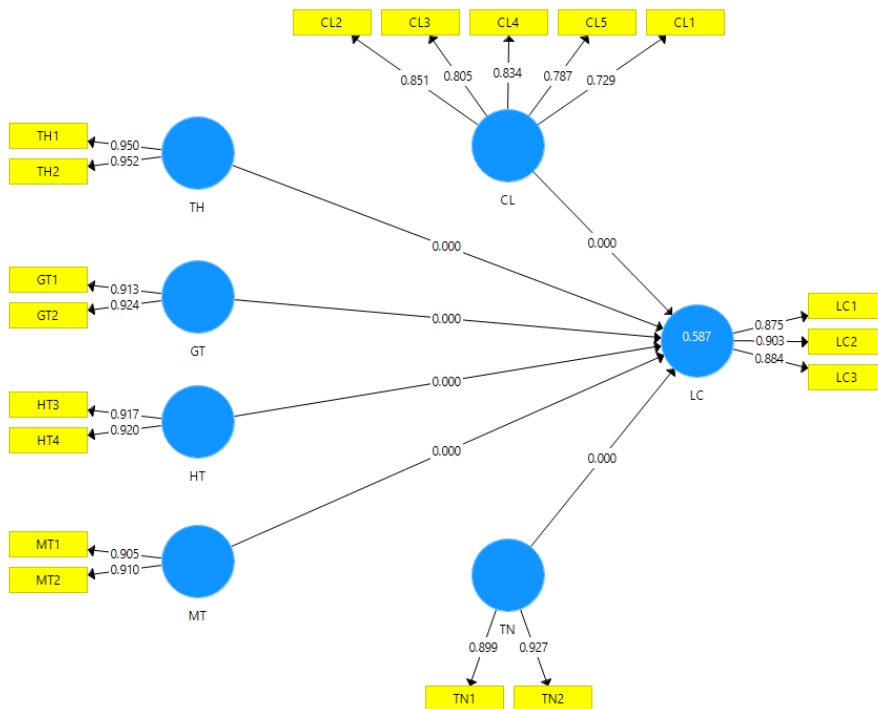 CL2 CL3 CL4 CL5 CL1
0.851 0.805 0.834 0.787 0.729
CL
TH1 0.950
TH2 0.952
TH
0.000
0.000
GT1 0.913
GT2 0.924
GT
0.000
0.587
LC
LC1 0.875
LC2 0.903
LC3 0.884
HT3 0.917
HT4 0.920
HT
0.000
MT1 0.905
MT2 0.910
MT
0.000
0.000
TN
0.899 0.927
TN1 TN2